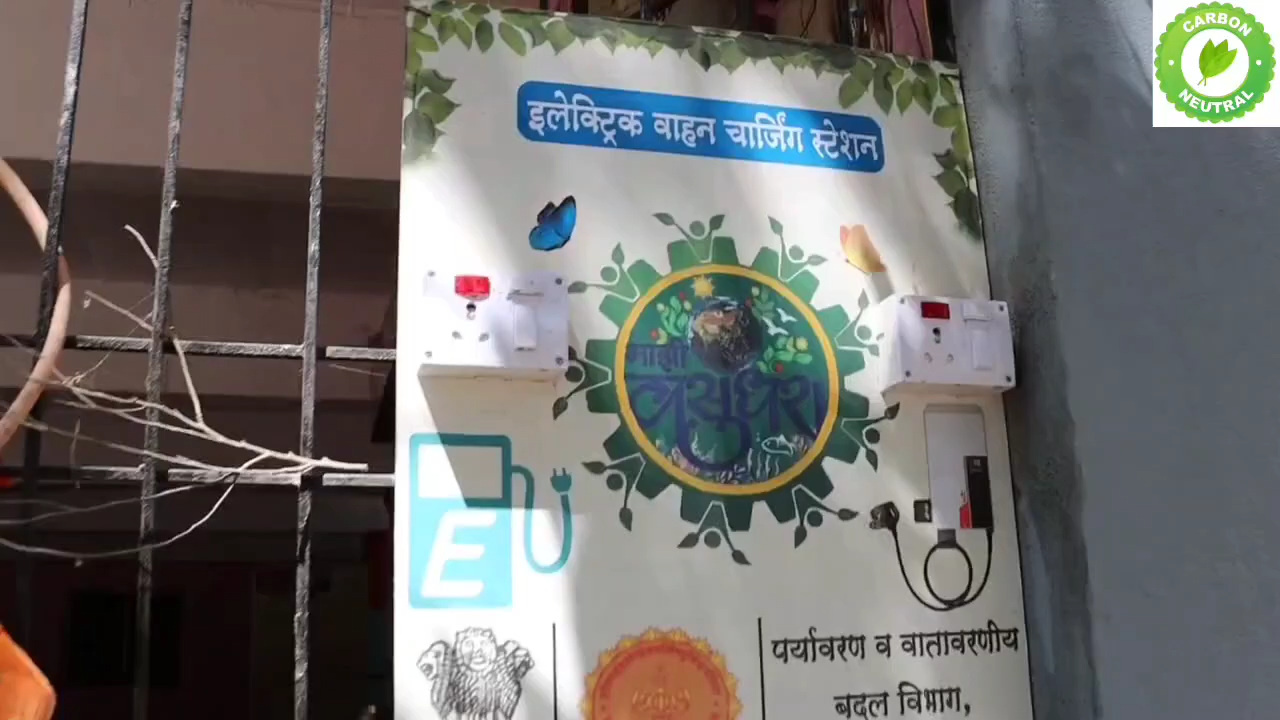 CARBON
NEUTRAL
इलेक्ट्रिक वाहन चार्जिंग स्टेशन
माझी
वसुंधरा
E
पर्यावरण व वातावरणीय
बदल विभाग,